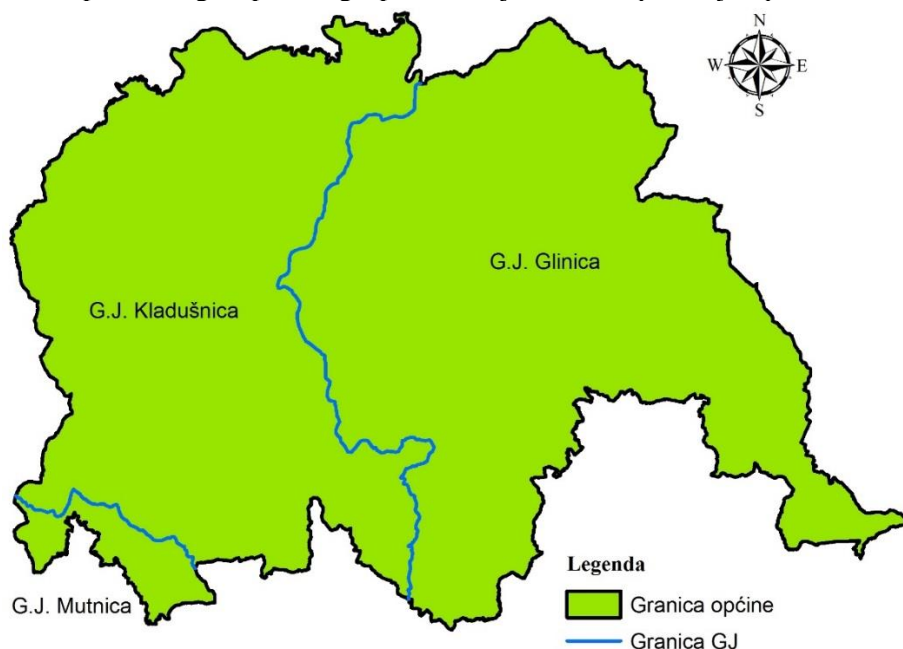 N
W E
S
G.J. Glinica
G.J. Kladušnica
Legenda
G.J. Mutnica
Granica općine
Granica GJ